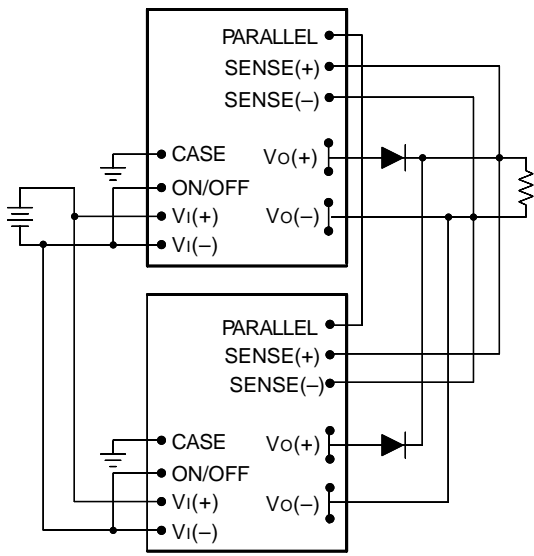 PARALLEL
SENSE(+)
SENSE(–)
CASE
VO(+)
ON/OFF
VI(+)
VO(–)
VI(–)
PARALLEL
SENSE(+)
SENSE(–)
CASE
VO(+)
ON/OFF
VI(+)
VO(–)
VI(–)